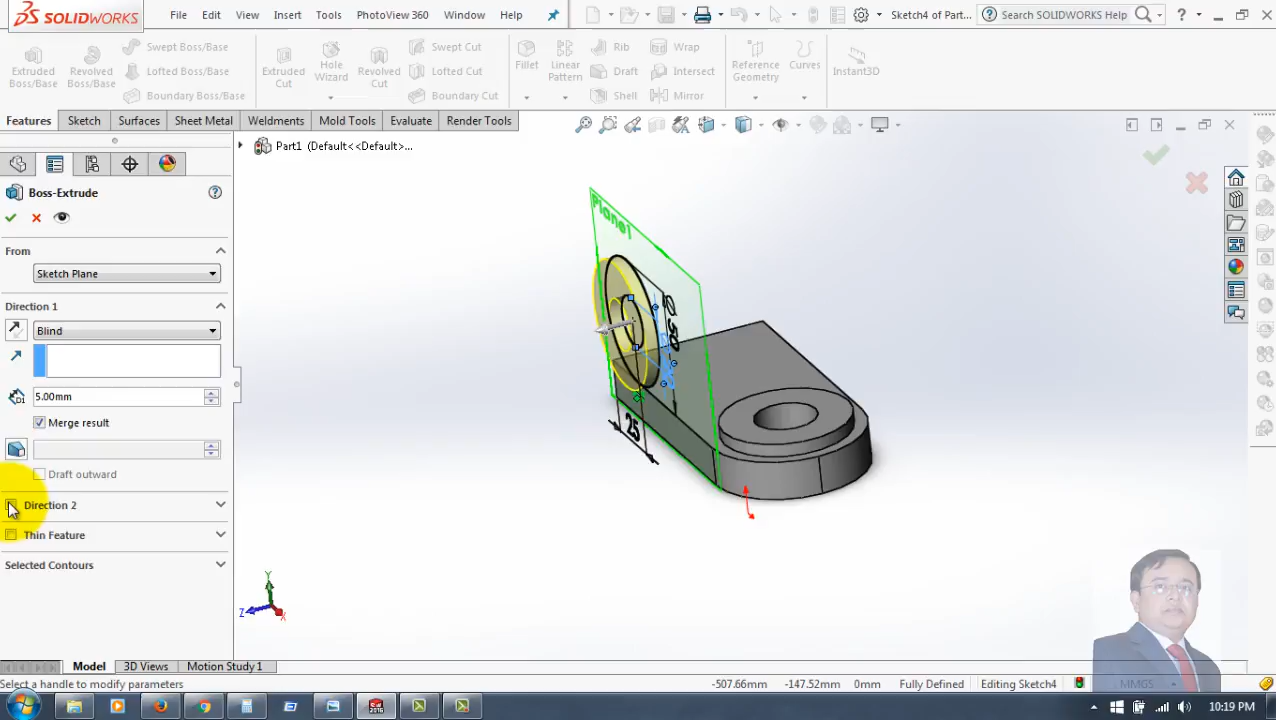 SOLIDWORKS File Edit View Insert Tools PhotoView 360 Window Help Sketch4 of Part... Search SOLIDWORKS Help ?
Extruded Boss/Base Revolved Boss/Base Swept Boss/Base Lofted Boss/Base Boundary Boss/Base
Extruded Cut Hole Wizard Revolved Cut Swept Cut Lofted Cut Boundary Cut
Fillet Linear Pattern Rib Draft Shell Wrap Intersect Mirror
Reference Geometry Curves Instant3D
Features Sketch Surfaces Sheet Metal Weldments Mold Tools Evaluate Render Tools
Part1 (Default<<Default>...
Boss-Extrude
From
Sketch Plane
Direction 1
Blind
5.00mm
Merge result
Draft outward
Direction 2
Thin Feature
Selected Contours
Plane1
Ø 50
25
Y
Z
X
Model 3D Views Motion Study 1
Select a handle to modify parameters -507.66mm -147.52mm 0mm Fully Defined Editing Sketch4 MMGS
10:19 PM